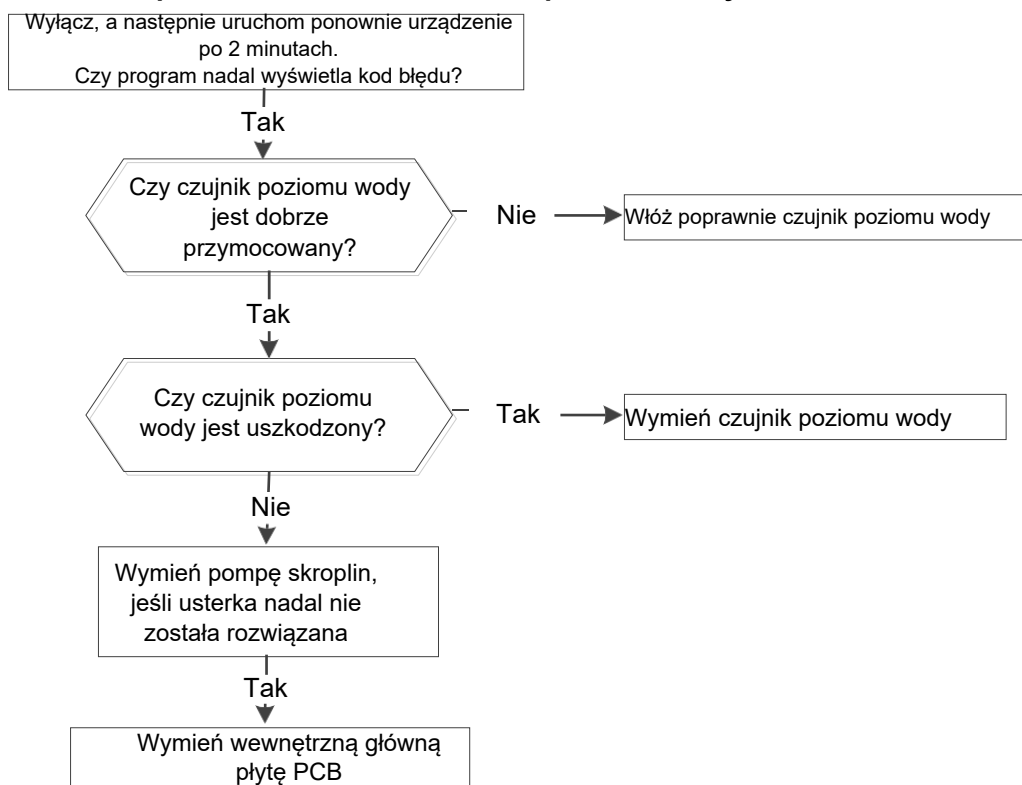 Wyłącz, a następnie uruchom ponownie urządzenie
po 2 minutach.
Czy program nadal wyświetla kod błędu?
Tak
Czy czujnik poziomu wody
jest dobrze
przymocowany?
Nie
Włóż poprawnie czujnik poziomu wody
Tak
Czy czujnik poziomu
wody jest uszkodzony?
Tak
Wymień czujnik poziomu wody
Nie
Wymień pompę skroplin,
jeśli usterka nadal nie
została rozwiązana
Tak
Wymień wewnętrzną główną
płytę PCB